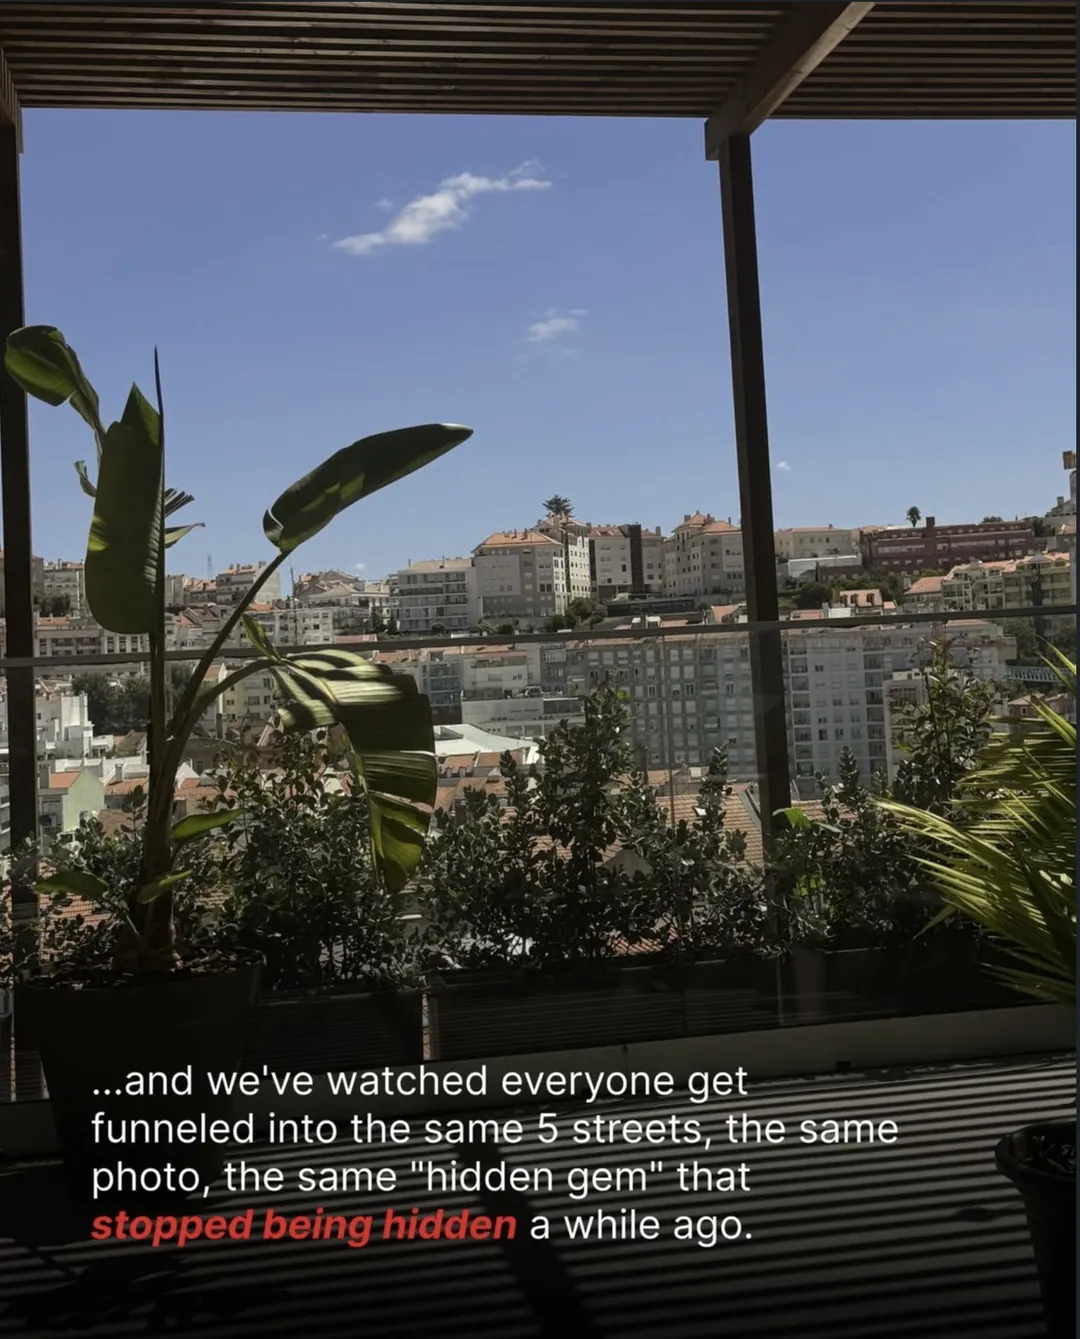 ...and we've watched everyone get
funneled into the same 5 streets, the same
photo, the same "hidden gem" that
stopped being hidden a while ago.